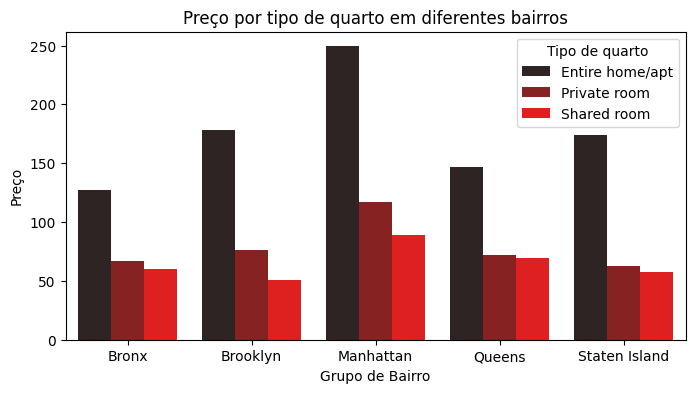 Preço por tipo de quarto em diferentes bairros
Tipo de quarto
Entire home/apt
Private room
Shared room
Preço
250
200
150
100
50
0
Bronx Brooklyn Manhattan Queens Staten Island
Grupo de Bairro